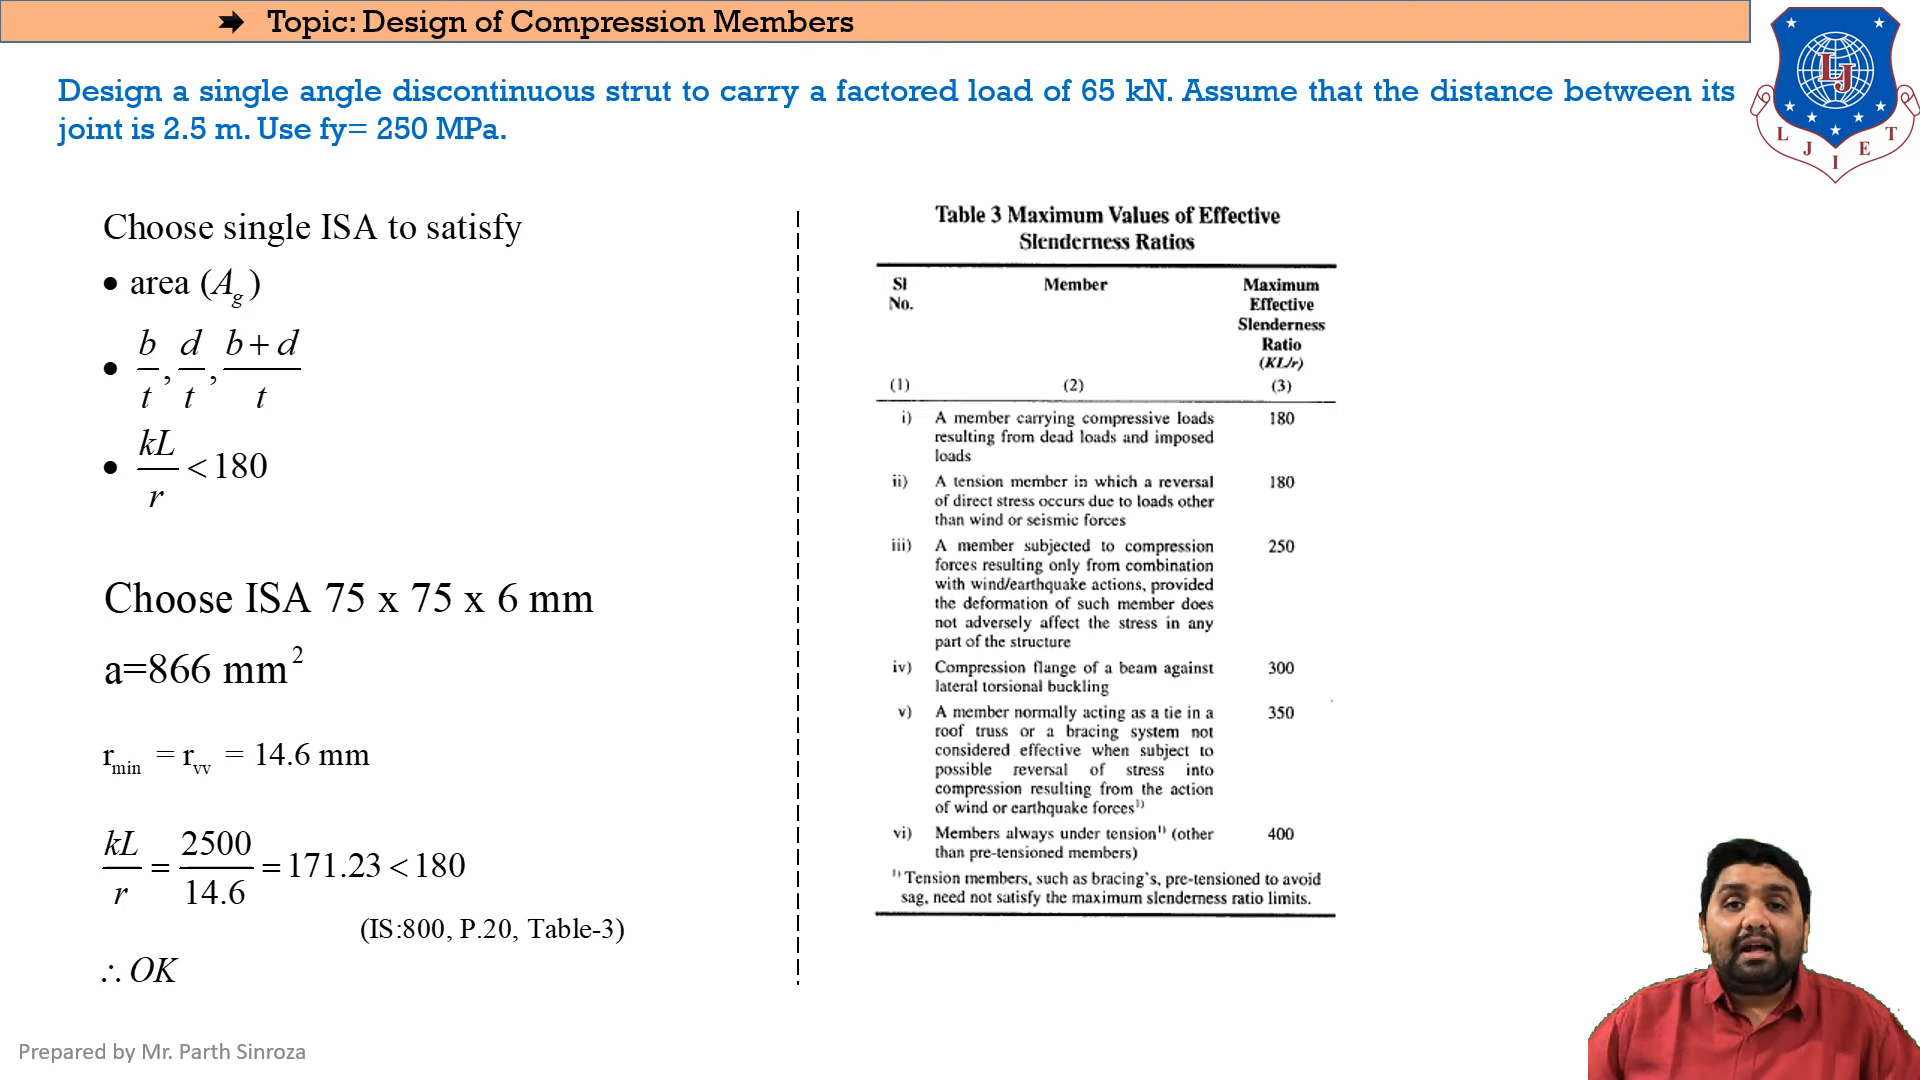 ➡ Topic: Design of Compression Members
Design a single angle discontinuous strut to carry a factored load of 65 kN. Assume that the distance between its
joint is 2.5 m. Use fy= 250 MPa.
LJ
L J I E T
Choose single ISA to satisfy
• area (A_g)
• b/t, d/t, (b+d)/t
• kL/r < 180
Choose ISA 75 x 75 x 6 mm
a=866 mm²
r_min = r_vv = 14.6 mm
kL/r = 2500/14.6 = 171.23 < 180
(IS:800, P.20, Table-3)
∴ OK
Table 3 Maximum Values of Effective
Slenderness Ratios
Sl No. Member Maximum Effective Slenderness Ratio (KL/r)
(1) (2) (3)
i) A member carrying compressive loads 180
resulting from dead loads and imposed
loads
ii) A tension member in which a reversal 180
of direct stress occurs due to loads other
than wind or seismic forces
iii) A member subjected to compression 250
forces resulting only from combination
with wind/earthquake actions, provided
the deformation of such member does
not adversely affect the stress in any
part of the structure
iv) Compression flange of a beam against 300
lateral torsional buckling
v) A member normally acting as a tie in a 350
roof truss or a bracing system not
considered effective when subject to
possible reversal of stress into
compression resulting from the action
of wind or earthquake forces¹⁾
vi) Members always under tension¹⁾ (other 400
than pre-tensioned members)
¹⁾ Tension members, such as bracing's, pre-tensioned to avoid
sag, need not satisfy the maximum slenderness ratio limits.
Prepared by Mr. Parth Sinroza